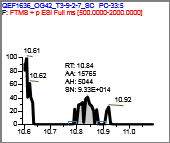 QEF1636_OG42_T3-9-2-7_SC PC-33:5
F: FTMS + p ESI Full ms [500.0000-2000.0000]
10.61
100
10.62
RT: 10.84
AA: 15765
AH: 5044
SN: 9.33E+014
80
60
40
10.92
20
0
10.6 10.7 10.8 10.9 11.0